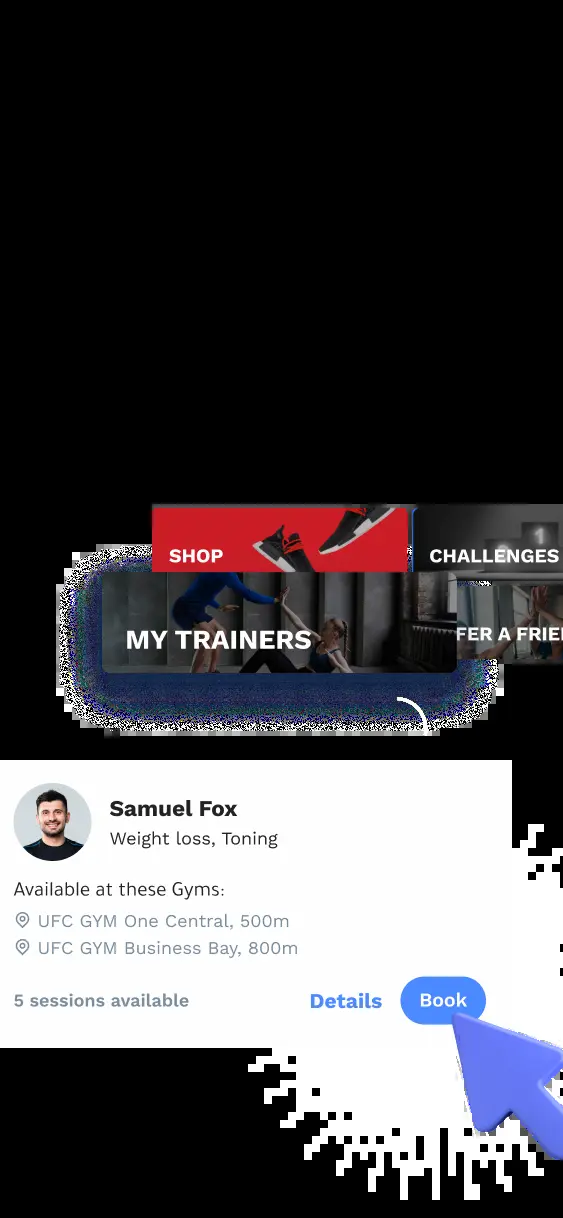 SHOP
CHALLENGES
MY TRAINERS
FER A FRIE
Samuel Fox
Weight loss, Toning
Available at these Gyms:
UFC GYM One Central, 500m
UFC GYM Business Bay, 800m
5 sessions available
Details
Book